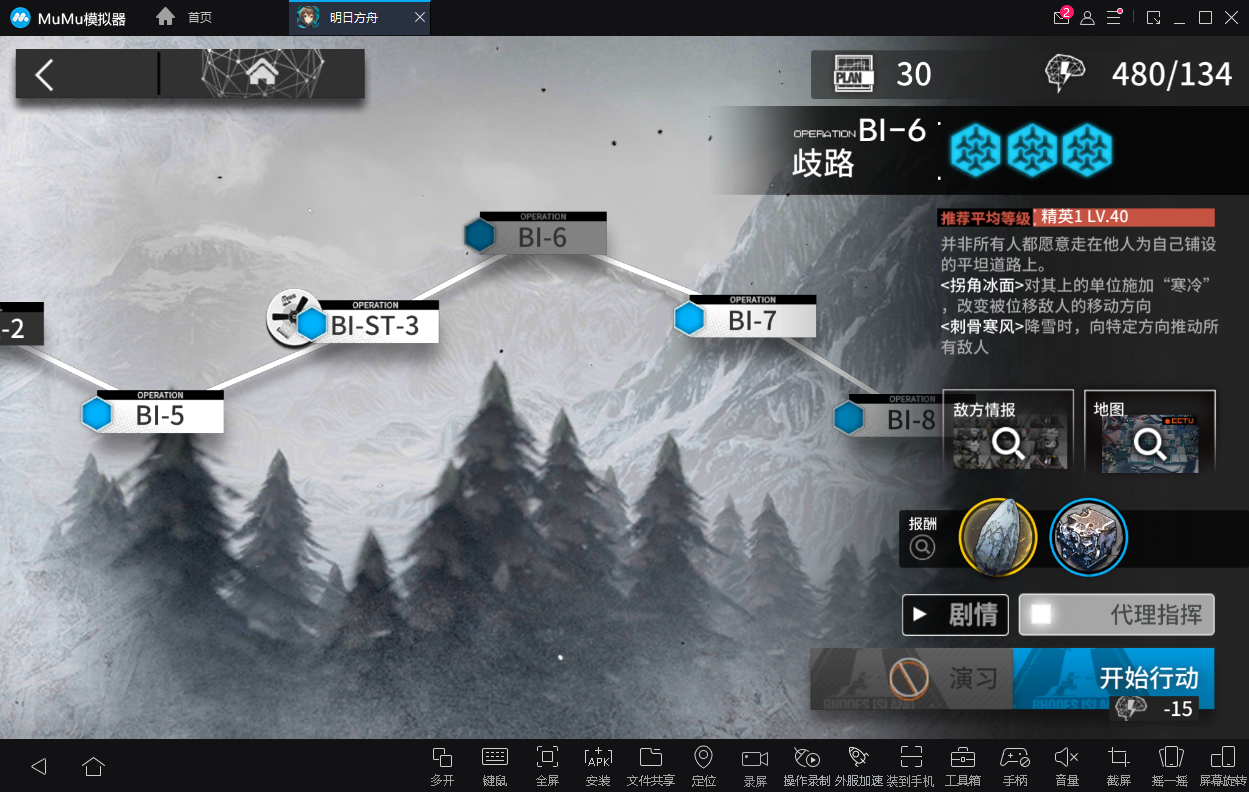 MuMu模拟器
首页
明日方舟
2
PLAN
30
480/134
OPERATION BI-6
歧路
推荐平均等级 精英1 LV.40
并非所有人都愿意走在他人为自己铺设
的平坦道路上。
<拐角冰面>对其上的单位施加“寒冷”
，改变被位移敌人的移动方向
<刺骨寒风>降雪时，向特定方向推动所
有敌人
OPERATION
BI-6
OPERATION
BI-ST-3
OPERATION
BI-7
-2
OPERATION
BI-5
OPERATION
BI-8
敌方情报
地图
CCTV
报酬
剧情
代理指挥
演习
RHODES ISLAND
开始行动
RHODES ISLAND
-15
多开
键鼠
全屏
APK
安装
文件共享
定位
录屏
操作录制
外服加速
装到手机
工具箱
手柄
音量
截屏
摇一摇
屏幕旋转